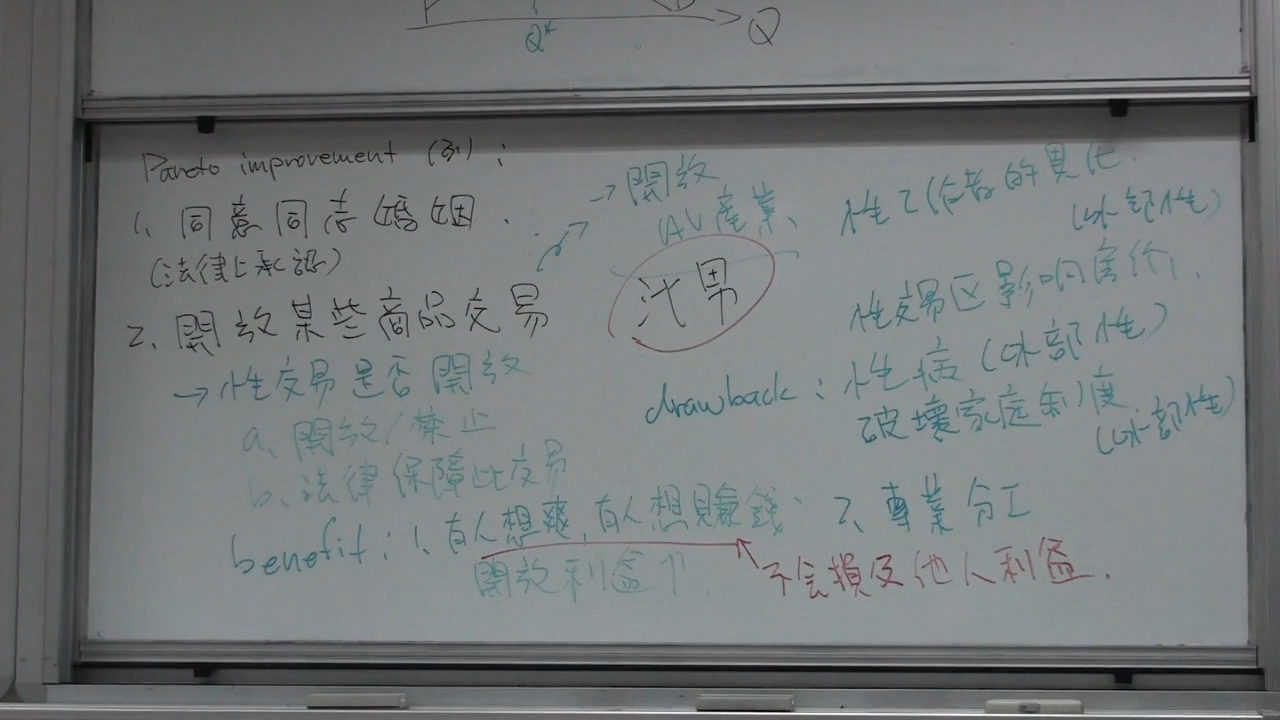 Q*
Q
Pareto improvement (例):
1、同意同志婚姻.
(法律上承認)
2、開放某些商品交易
→性交易是否開放
a、開放/禁止
b、法律保障此交易
benefit: 1、有人想爽,有人想賺錢、 2、專業分工
開放利益↑.
不会損及他人利益.
→開放
AV產業、
汁男
性工作者的異化.
(外部性)
性交易区影响房价、
drawback: 性病(外部性)
破壞家庭制度
(外部性)